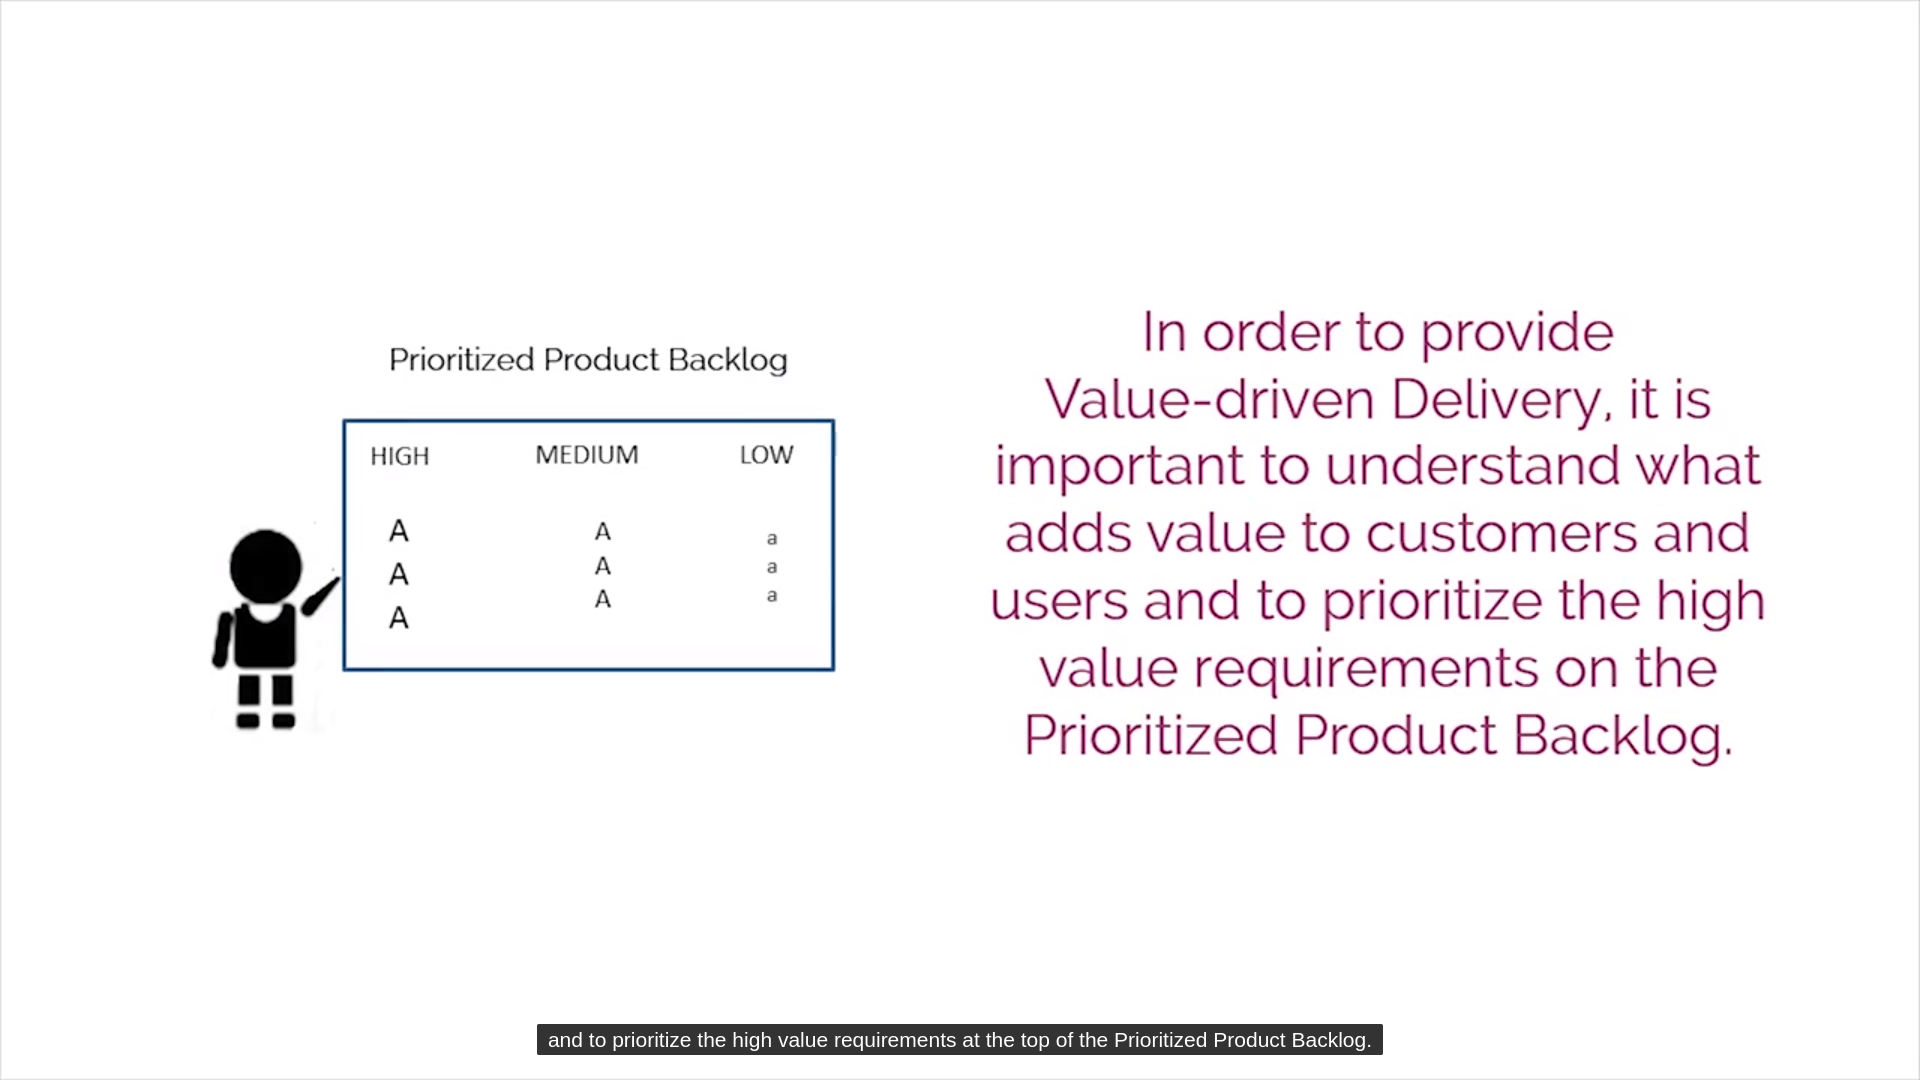 Prioritized Product Backlog
HIGH MEDIUM LOW
A A a
A A a
A A a
In order to provide
Value-driven Delivery, it is
important to understand what
adds value to customers and
users and to prioritize the high
value requirements on the
Prioritized Product Backlog.
and to prioritize the high value requirements at the top of the Prioritized Product Backlog.